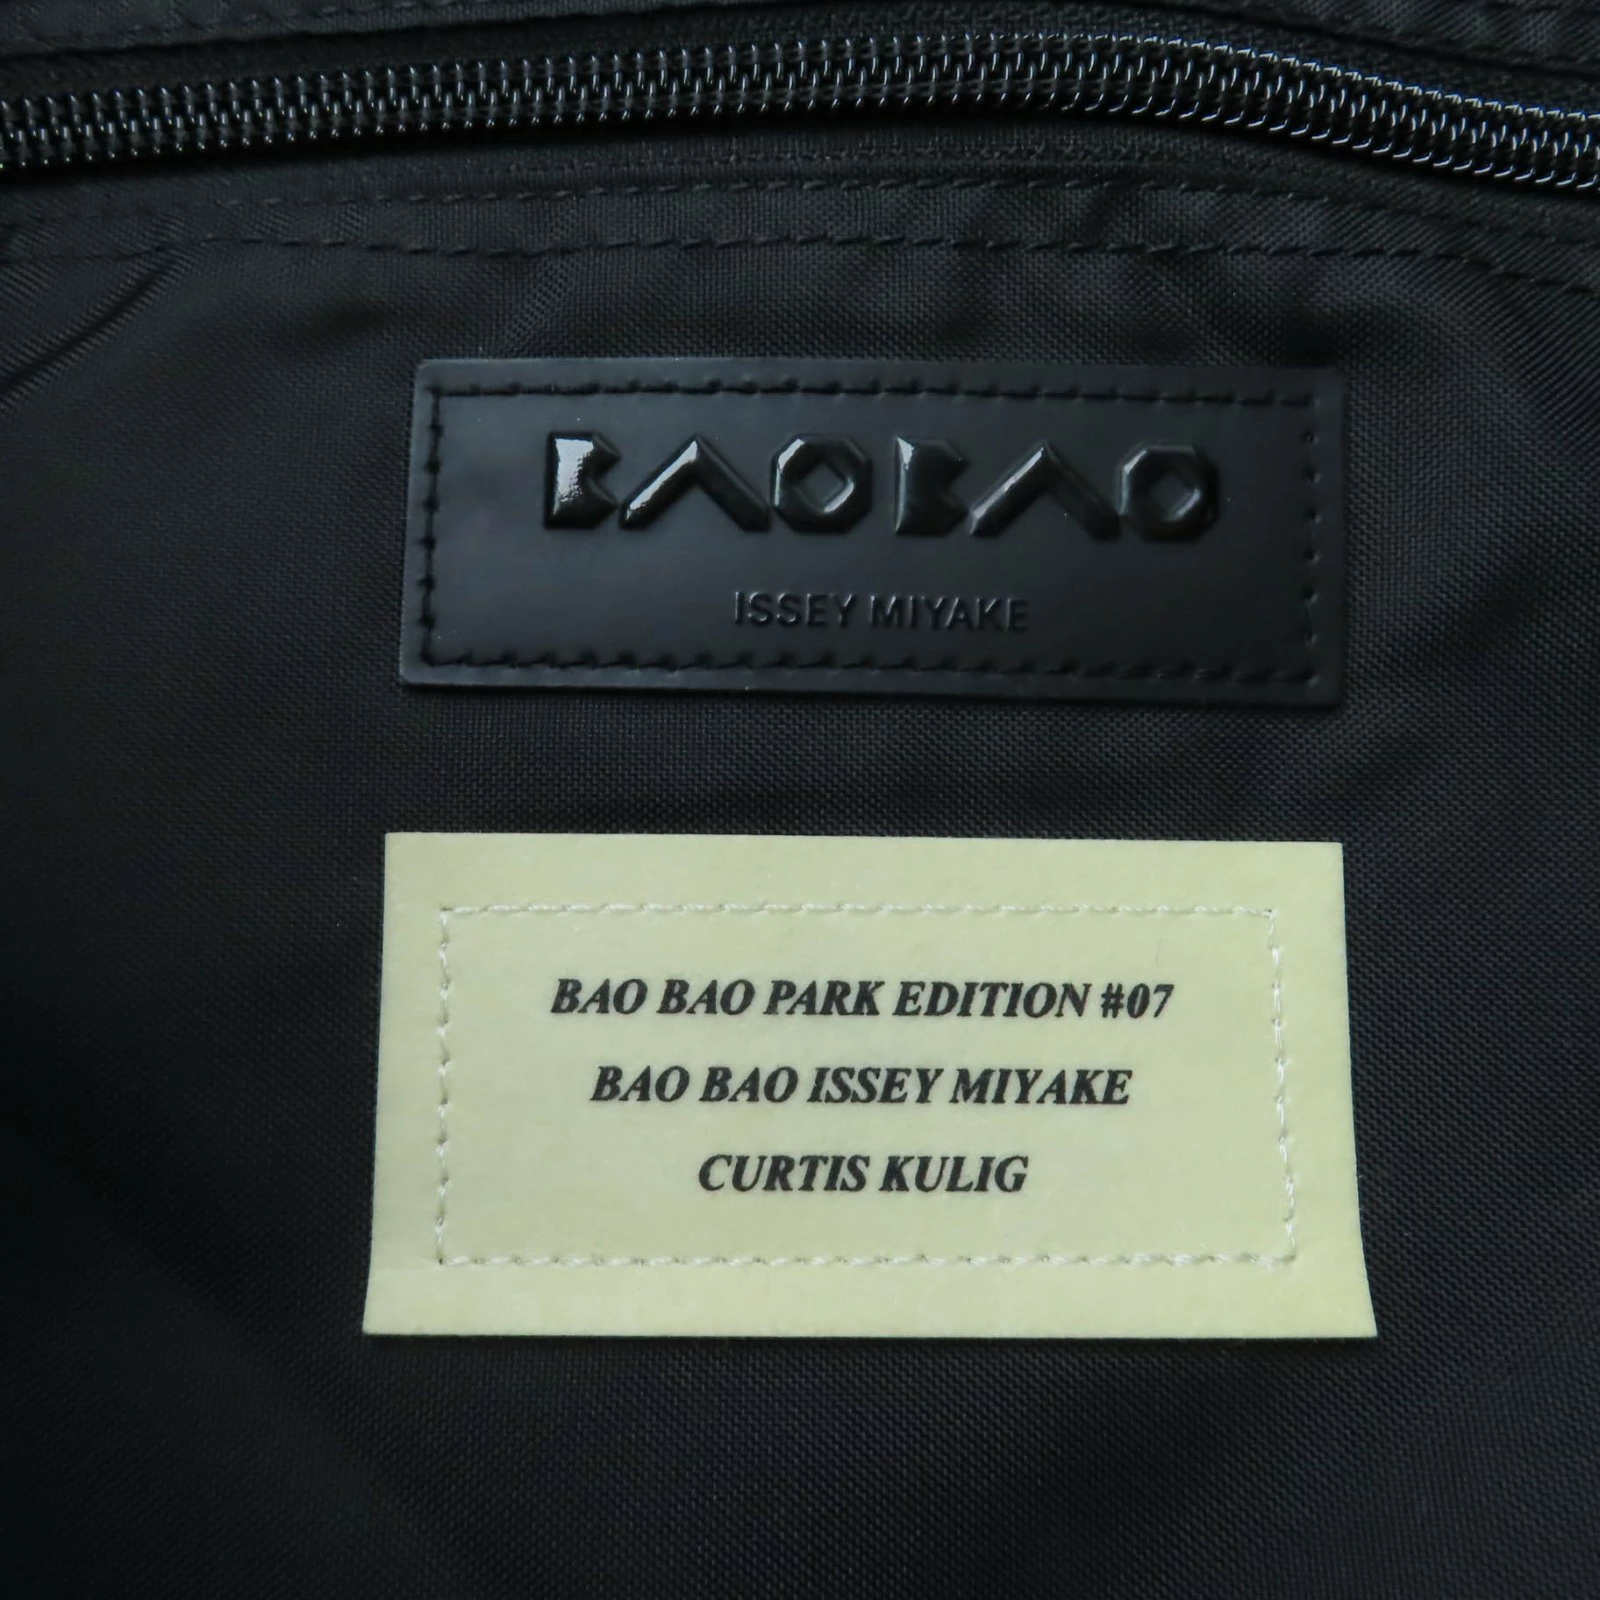 BAOBAO
ISSEY MIYAKE
BAO BAO PARK EDITION #07
BAO BAO ISSEY MIYAKE
CURTIS KULIG